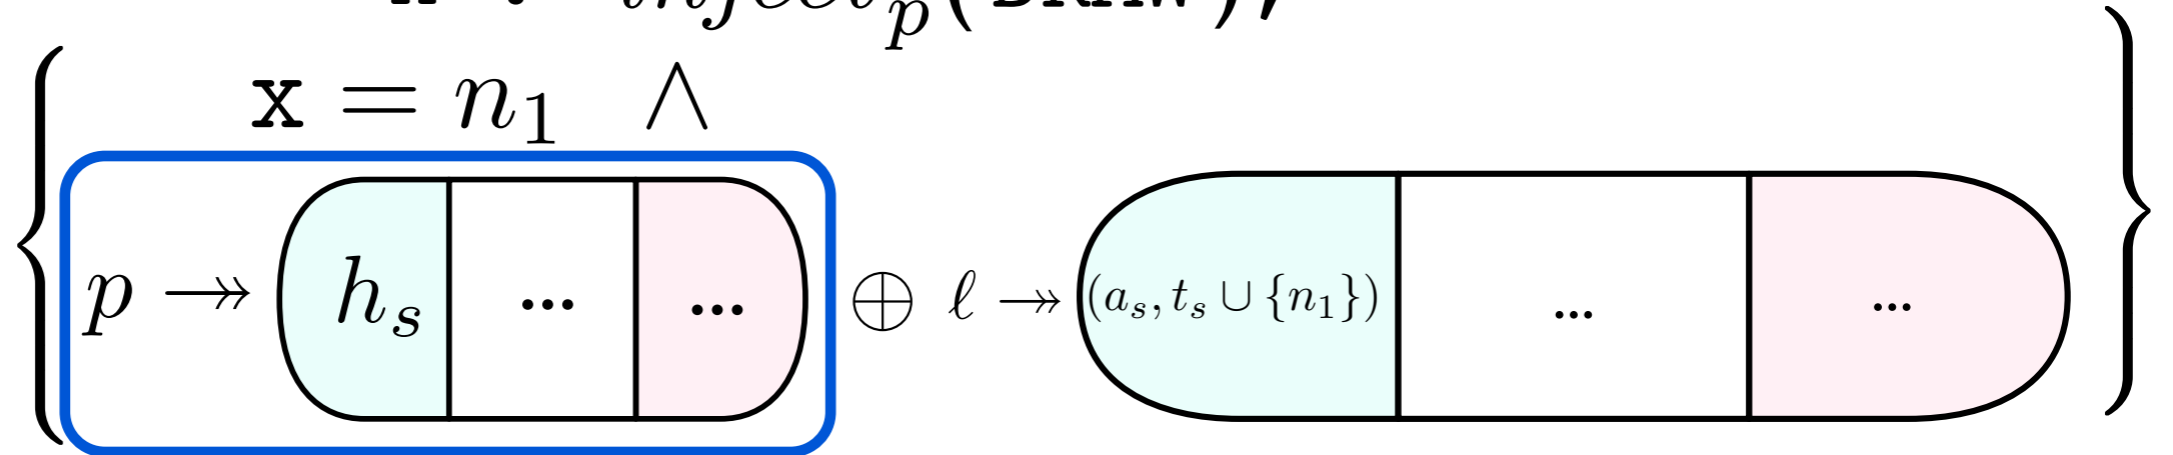 x = n₁ ∧
p ↠ h_s ... ... ⊕ ℓ ↠ (a_s, t_s ∪ {n₁}) ... ...